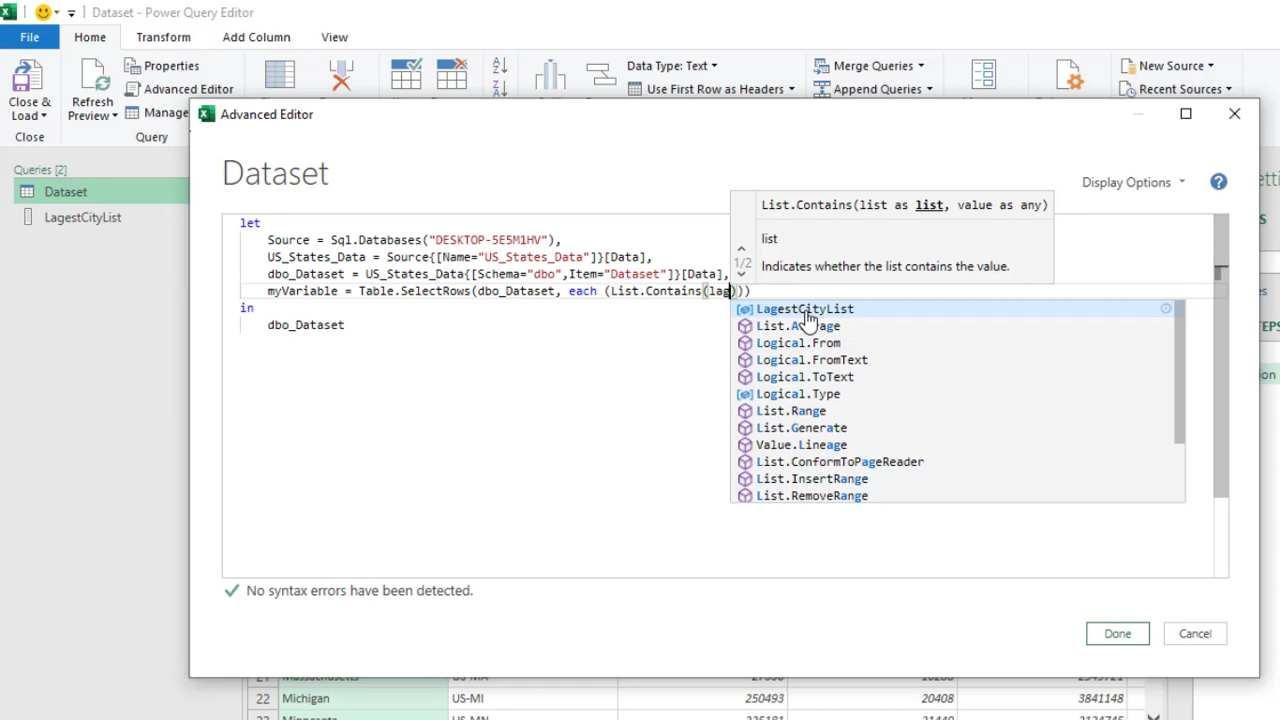 Dataset - Power Query Editor
File
Home
Transform
Add Column
View
Close &
Load
Refresh
Preview
Properties
Advanced Editor
Manage
Data Type: Text
Use First Row as Headers
Merge Queries
Append Queries
New Source
Recent Sources
Close
Query
Queries [2]
Dataset
LagestCityList
Advanced Editor
Dataset
Display Options
?
let
Source = Sql.Databases("DESKTOP-5E5M1HV"),
US_States_Data = Source{[Name="US_States_Data"]}[Data],
dbo_Dataset = US_States_Data{[Schema="dbo",Item="Dataset"]}[Data],
myVariable = Table.SelectRows(dbo_Dataset, each (List.Contains(lag)))
in
dbo_Dataset
List.Contains(list as list, value as any)
list
1/2
Indicates whether the list contains the value.
LagestCityList
List.Average
Logical.From
Logical.FromText
Logical.ToText
Logical.Type
List.Range
List.Generate
Value.Lineage
List.ConformToPageReader
List.InsertRange
List.RemoveRange
No syntax errors have been detected.
Done
Cancel
21 Massachusetts
22 Michigan US-MI 250493 20408 3841148